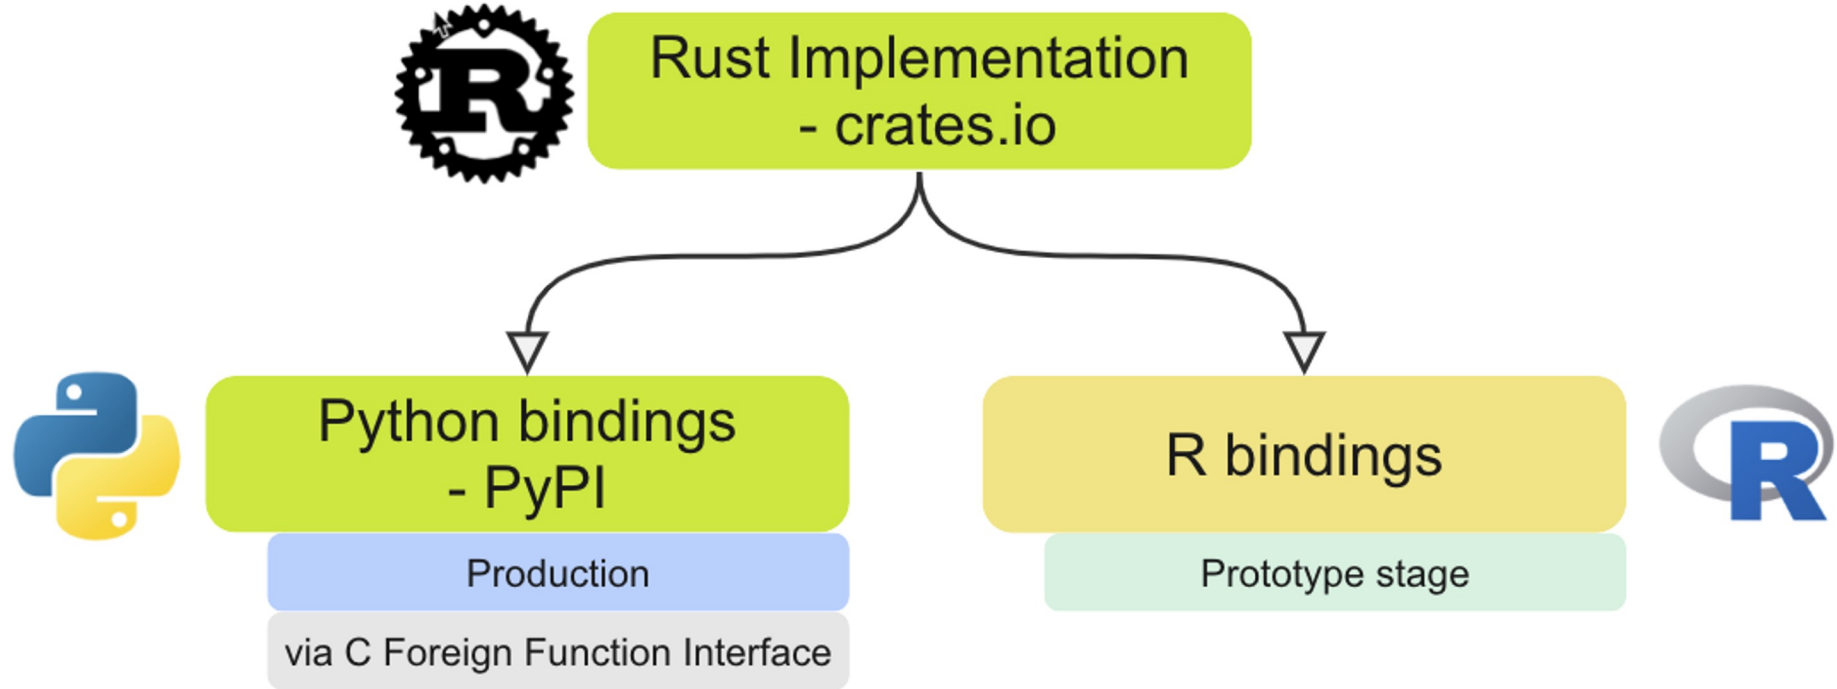 Rust Implementation
- crates.io
Python bindings
- PyPI
R bindings
Production
Prototype stage
via C Foreign Function Interface
R
R